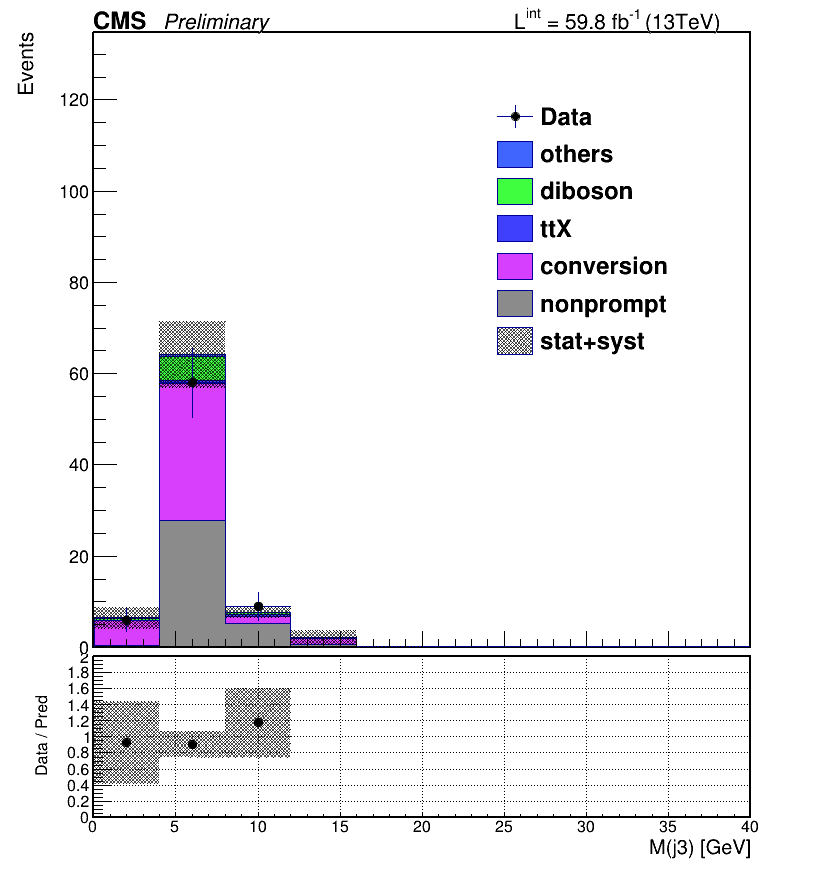 CMS Preliminary L^int = 59.8 fb^-1 (13TeV)
Events
120
100
80
60
40
20
0
Data
others
diboson
ttX
conversion
nonprompt
stat+syst
Data / Pred
2
2
1.8
1.6
1.4
1.2
1
0.8
0.6
0.4
0.2
0
0 5 10 15 20 25 30 35 40
M(j3) [GeV]